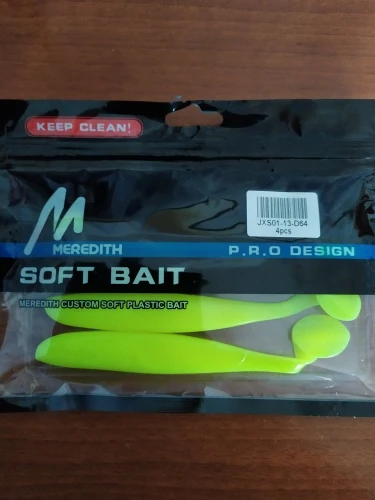 KEEP CLEAN!
JXS01-13-D64
4pcs
M
MEREDITH
P.R.O DESIGN
SOFT BAIT
MEREDITH CUSTOM SOFT PLASTIC BAIT